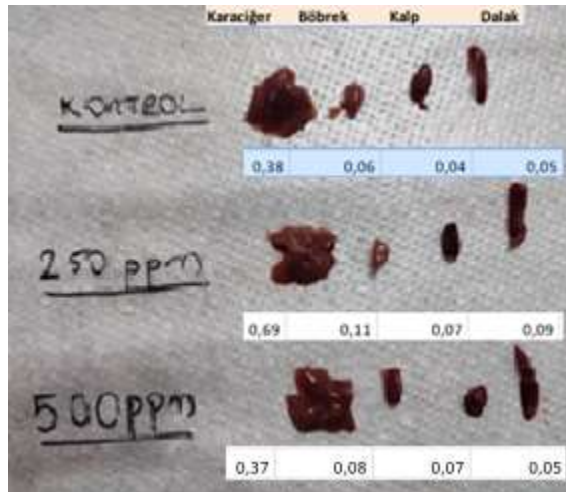 Karaciğer Böbrek Kalp Dalak
KONTROL
0,38 0,06 0,04 0,05
250 ppm
0,69 0,11 0,07 0,09
500ppm
0,37 0,08 0,07 0,05